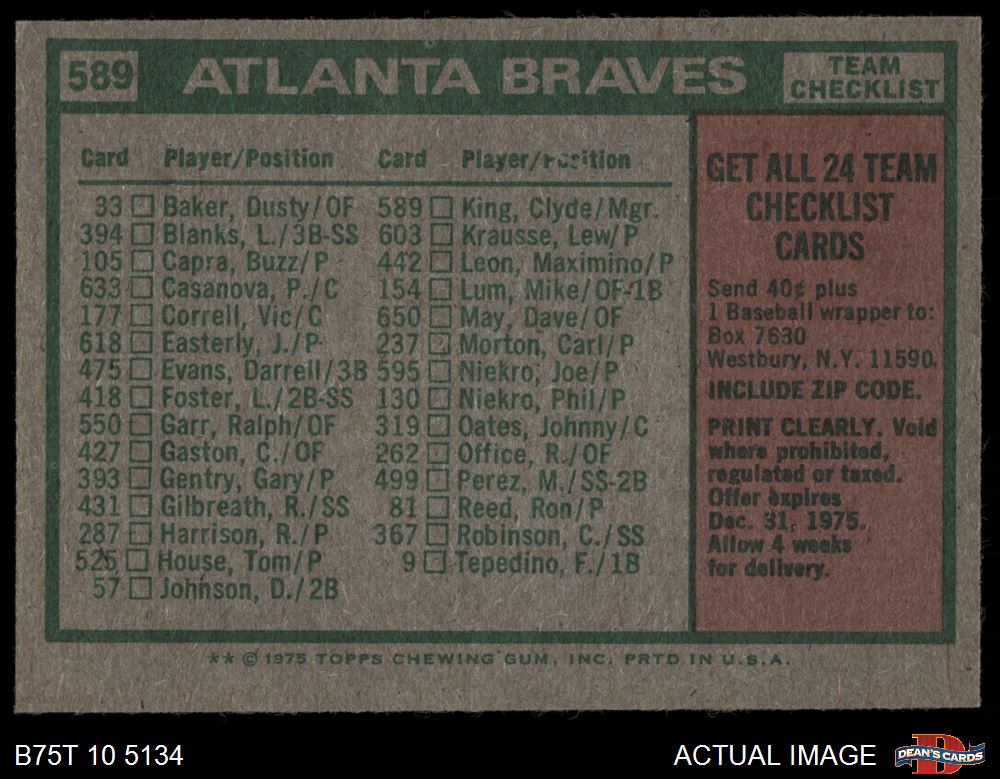 589 ATLANTA BRAVES TEAM CHECKLIST
Card Player/Position
33 Baker, Dusty/OF
394 Blanks, L./3B-SS
105 Capra, Buzz/P
633 Casanova, P./C
177 Correll, Vic/C
618 Easterly, J./P
475 Evans, Darrell/3B
418 Foster, L./2B-SS
550 Garr, Ralph/OF
427 Gaston, C./OF
393 Gentry, Gary/P
431 Gilbreath, R./SS
287 Harrison, R./P
525 House, Tom/P
57 Johnson, D./2B
Card Player/Position
589 King, Clyde/Mgr.
603 Krausse, Lew/P
442 Leon, Maximino/P
154 Lum, Mike/OF-1B
650 May, Dave/OF
237 Morton, Carl/P
595 Niekro, Joe/P
130 Niekro, Phil/P
319 Oates, Johnny/C
262 Office, R./OF
499 Perez, M./SS-2B
81 Reed, Ron/P
367 Robinson, C./SS
9 Tepedino, F./1B
GET ALL 24 TEAM
CHECKLIST
CARDS
Send 40¢ plus
1 Baseball wrapper to:
Box 7630
Westbury, N.Y. 11590.
INCLUDE ZIP CODE.
PRINT CLEARLY. Void
where prohibited,
regulated or taxed.
Offer expires
Dec. 31, 1975.
Allow 4 weeks
for delivery.
** © 1975 TOPPS CHEWING GUM, INC. PRTD IN U.S.A.
B75T 10 5134
ACTUAL IMAGE
D
DEAN'S CARDS